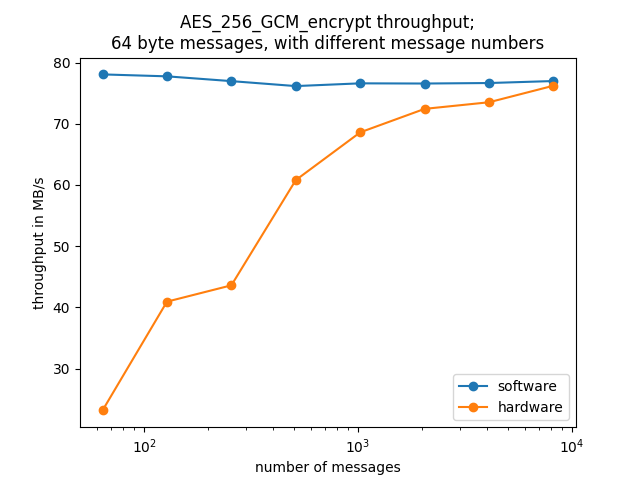 AES_256_GCM_encrypt throughput;
64 byte messages, with different message numbers
throughput in MB/s
80
70
60
50
40
30
10²
10³
10⁴
number of messages
software
hardware